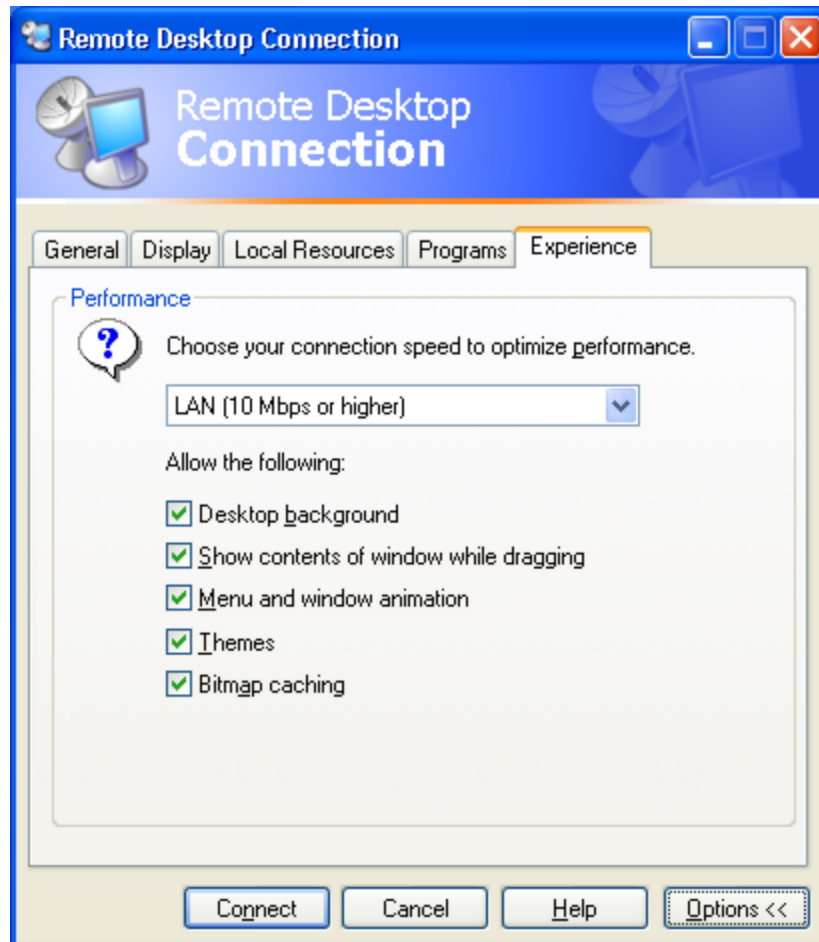 Remote Desktop Connection
Remote Desktop
Connection
General Display Local Resources Programs Experience
Performance
?
Choose your connection speed to optimize performance.
LAN (10 Mbps or higher)
Allow the following:
Desktop background
Show contents of window while dragging
Menu and window animation
Themes
Bitmap caching
Connect Cancel Help Options <<